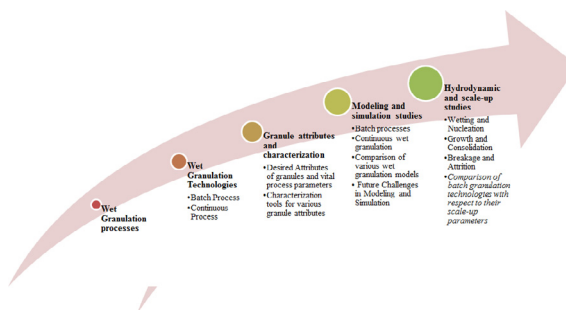 Wet
Granulation
processes
Wet
Granulation
Technologies
•Batch Process
•Continuous
Process
Granule attributes
and
characterization
•Desired Attributes
of granules and vital
process parameters
•Characterization
tools for various
granule attributes
Modeling and
simulation studies
•Batch processes
•Continuous wet
granulation
•Comparison of
various wet
granulation models
• Future Challenges
in Modeling and
Simulation
Hydrodynamic
and scale-up
studies
•Wetting and
Nucleation
•Growth and
Consolidation
•Breakage and
Attrition
•Comparison of
batch granulation
technologies with
respect to their
scale-up
parameters